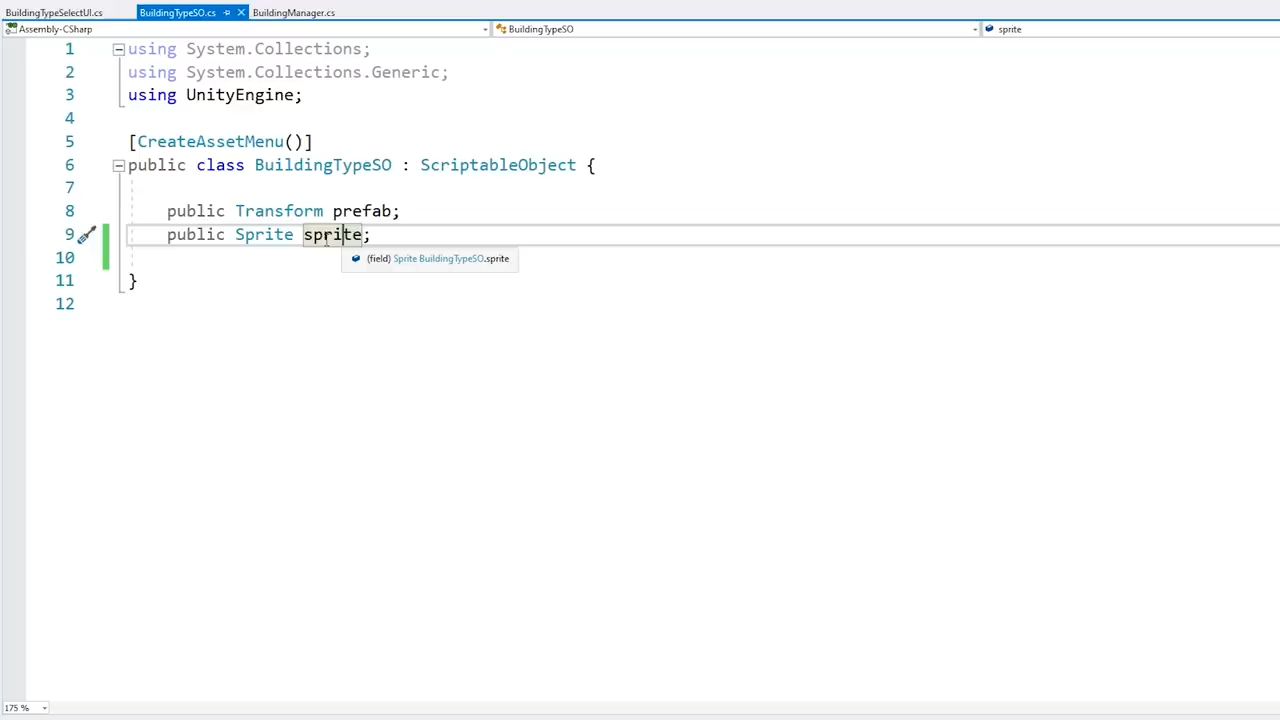 BuildingTypeSelectUI.cs BuildingTypeSO.cs BuildingManager.cs
Assembly-CSharp BuildingTypeSO sprite
1 using System.Collections;
2 using System.Collections.Generic;
3 using UnityEngine;
4
5 [CreateAssetMenu()]
6 public class BuildingTypeSO : ScriptableObject {
7
8 public Transform prefab;
9 public Sprite sprite;
10 (field) Sprite BuildingTypeSO.sprite
11 }
12
175 %